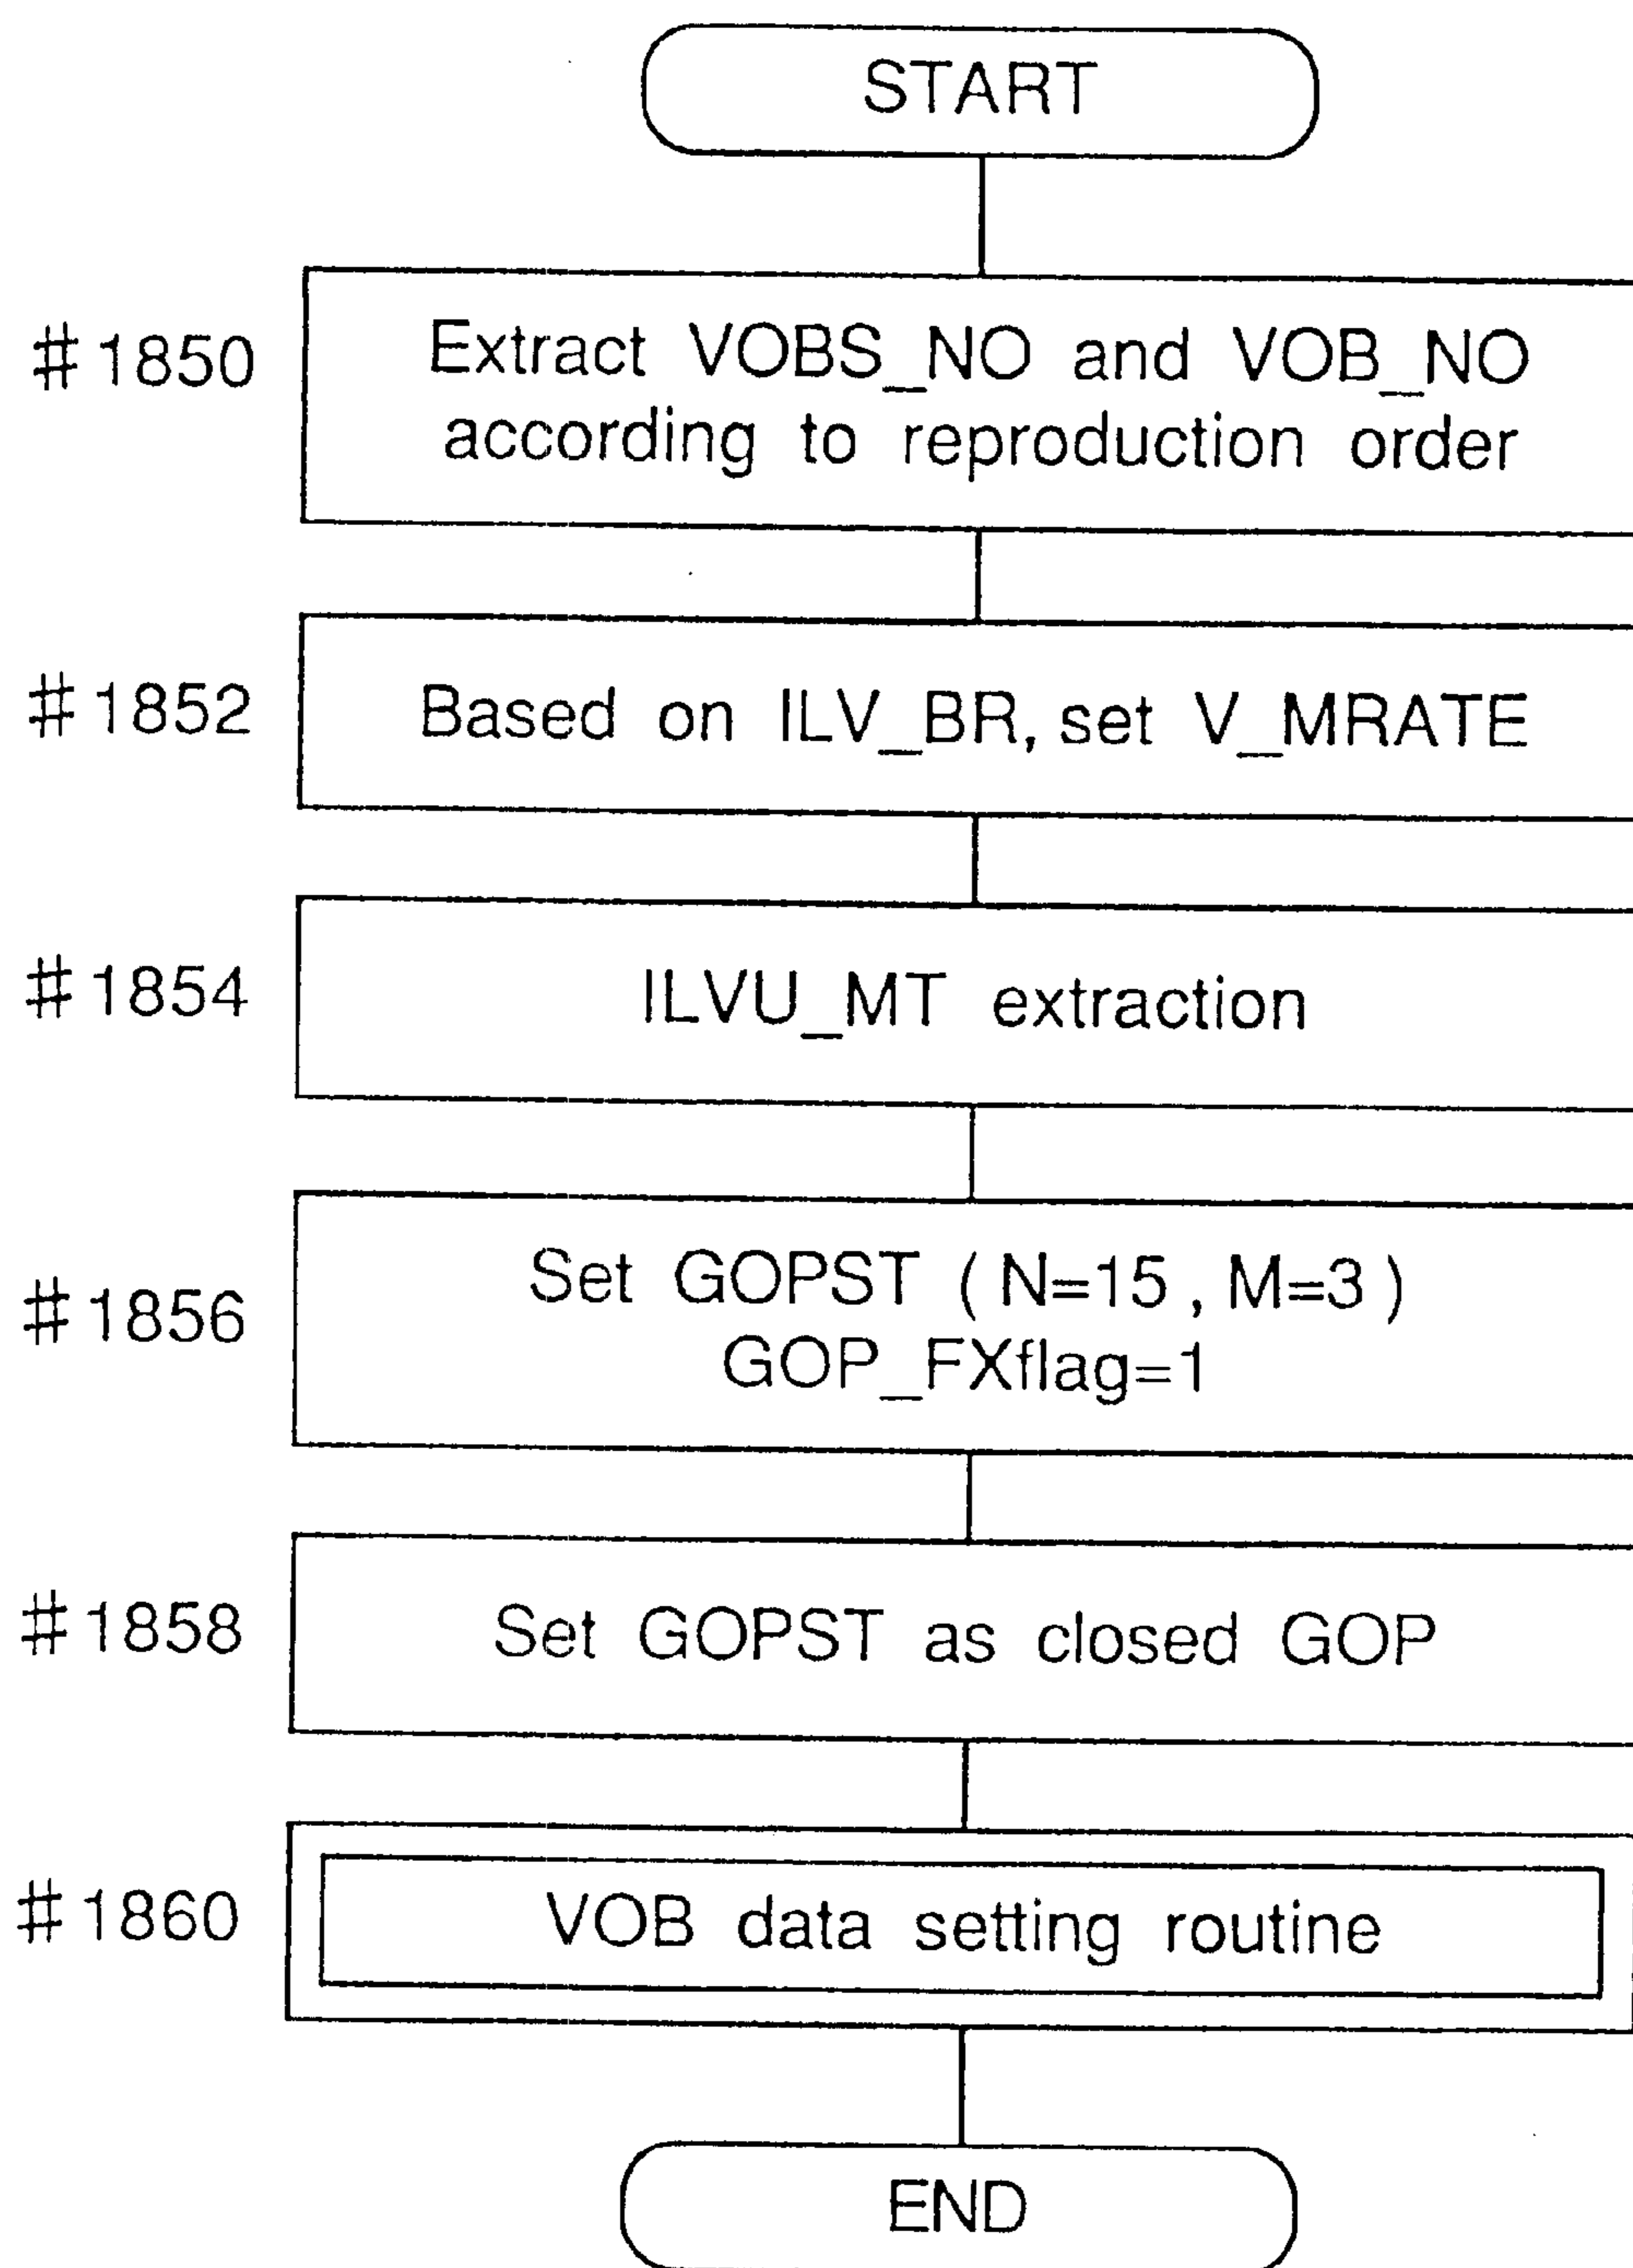 START
#1850
Extract VOBS_NO and VOB_NO
according to reproduction order
#1852
Based on ILV_BR, set V_MRATE
#1854
ILVU_MT extraction
#1856
Set GOPST (N=15, M=3)
GOP_FXflag=1
#1858
Set GOPST as closed GOP
#1860
VOB data setting routine
END